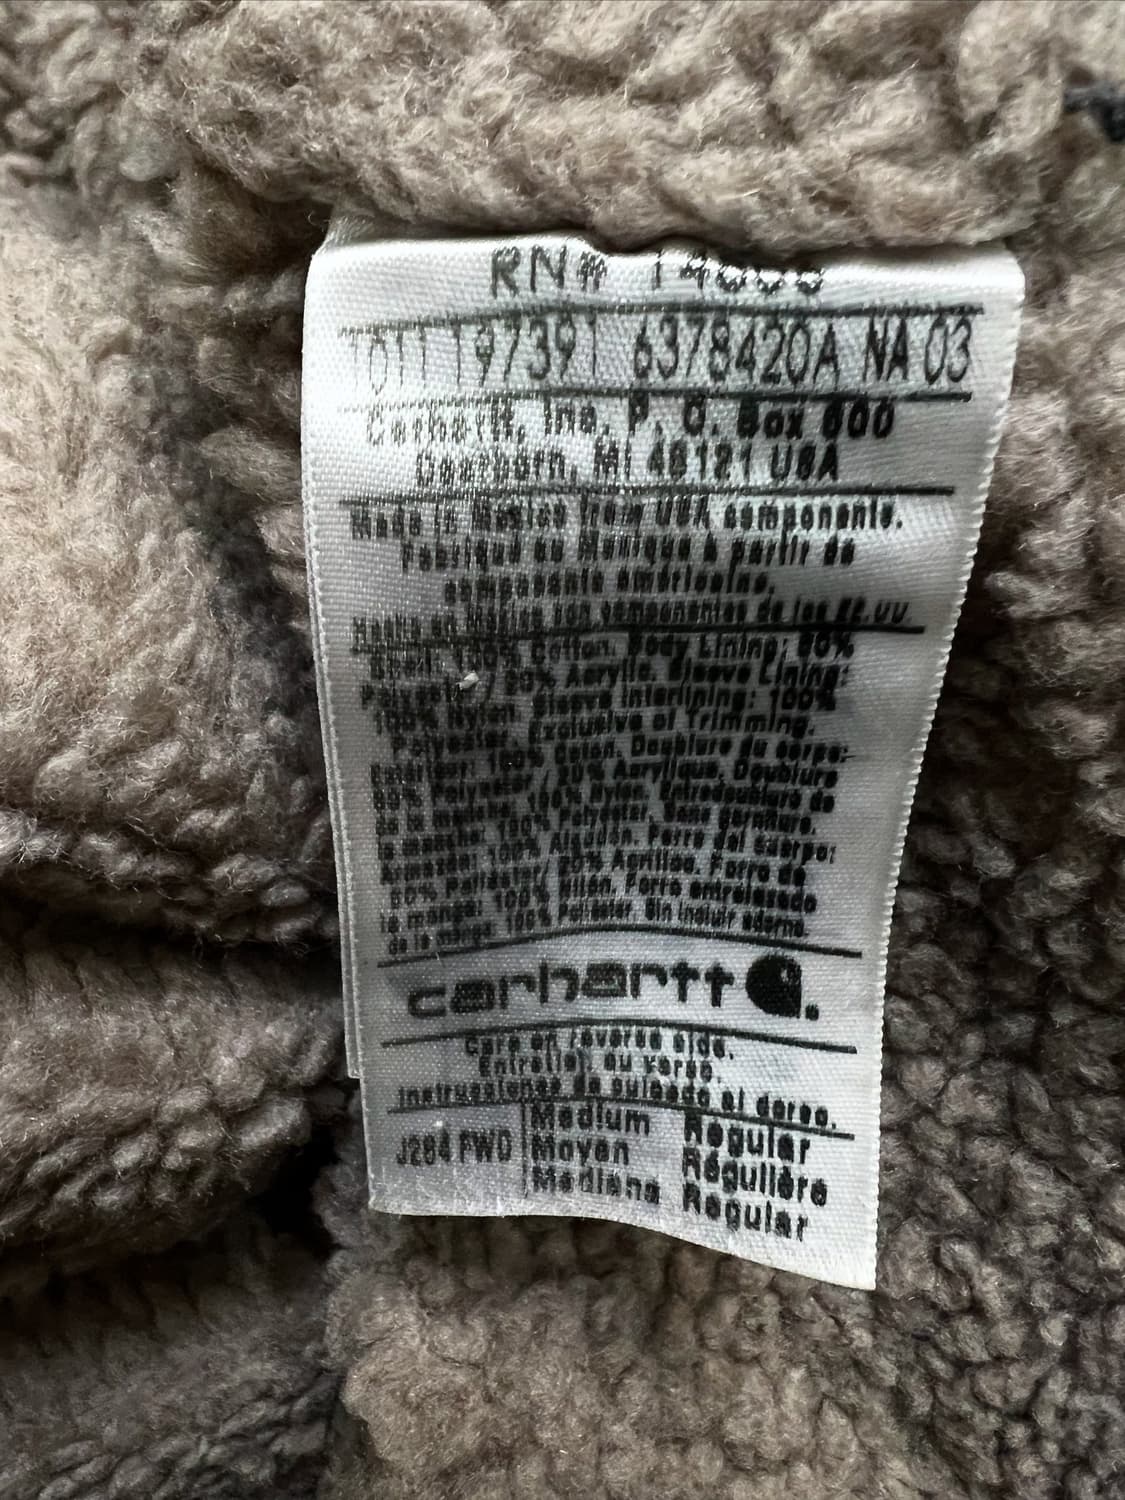 RN# 14806
T011 197391 6378420A NA 03
Carhartt, Inc. P. O. Box 600
Dearborn, MI 48121 USA
Made in Mexico from USA components.
Fabriqué au Mexique à partir de
composants américains.
Hecho en México con componentes de los EE.UU.
Shell: 100% Cotton. Body Lining: 80%
Polyester / 20% Acrylic. Sleeve Lining:
100% Nylon. Sleeve Interlining: 100%
Polyester. Exclusive of Trimming.
Extérieur: 100% Coton. Doublure du corps:
80% Polyester / 20% Acrylique. Doublure
de la manche: 100% Nylon. Entredoublure de
la manche: 100% Polyester. Sans garniture.
Armazón: 100% Algodón. Forro del cuerpo:
80% Poliester / 20% Acrílico. Forro de
la manga: 100% Nilón. Forro entrelazado
de la manga: 100% Poliester. Sin incluir adorno.
carhartt
Care on reverse side.
Entretien au verso.
Instrucciones de cuidado al dorso.
J284 PWD Medium Regular
Moyen Régulière
Mediana Regular